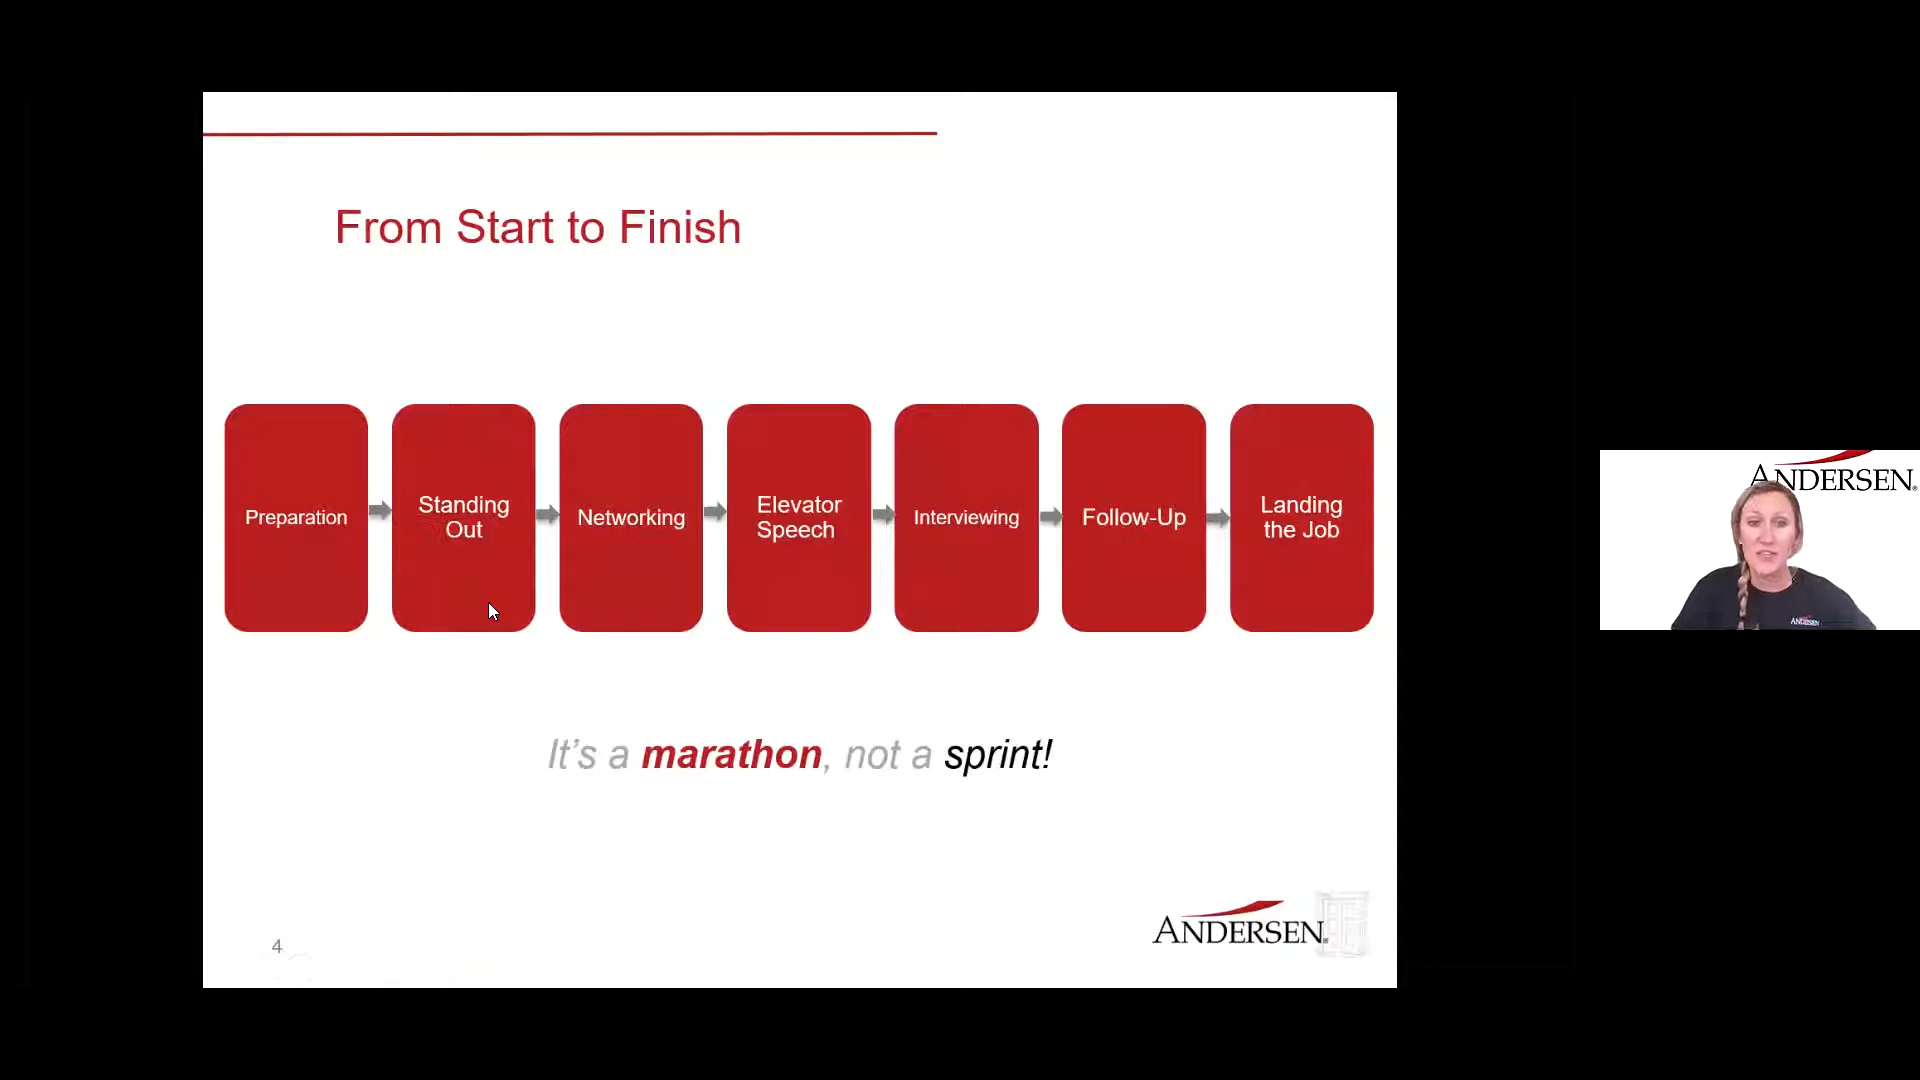 From Start to Finish
Preparation
Standing
Out
Networking
Elevator
Speech
Interviewing
Follow-Up
Landing
the Job
It's a marathon, not a sprint!
4
ANDERSEN®
ANDERSEN®
ANDERSEN